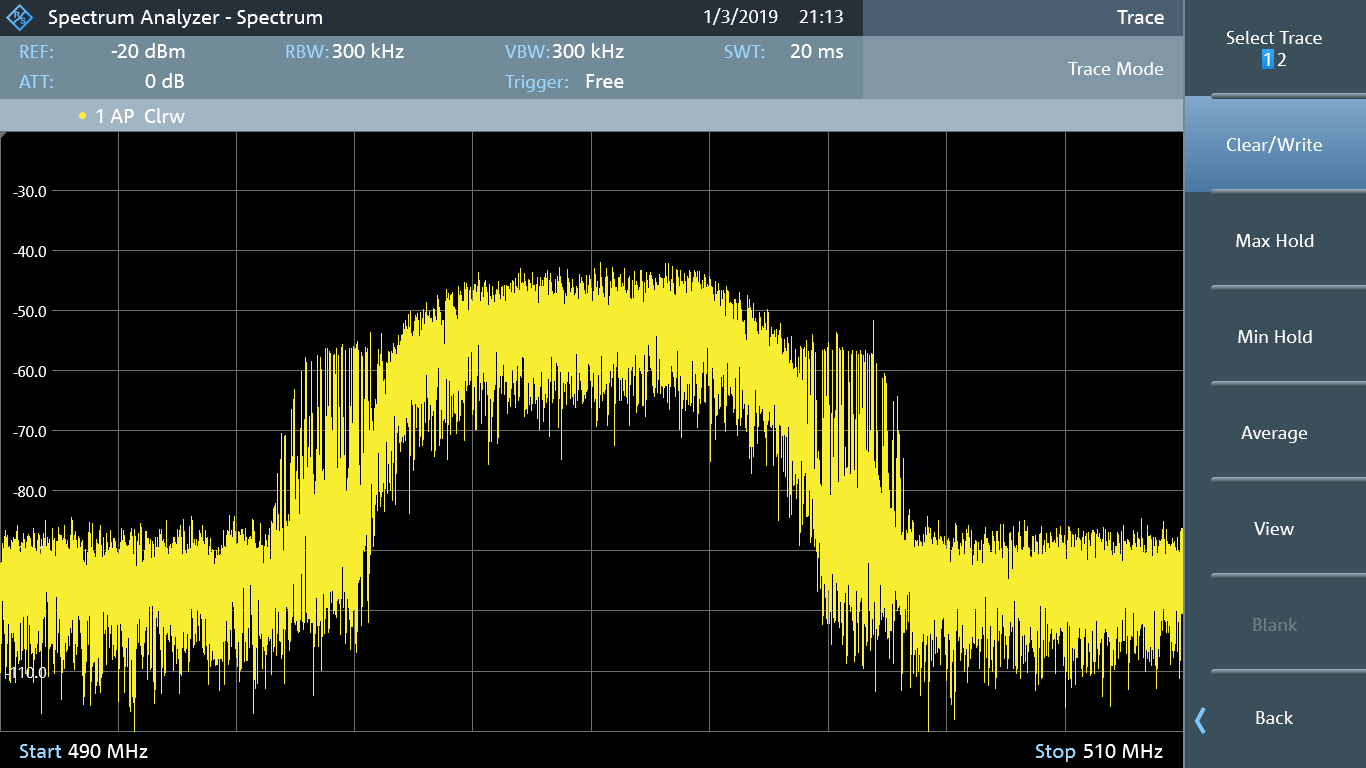 Spectrum Analyzer - Spectrum 1/3/2019 21:13 Trace
REF: -20 dBm RBW: 300 kHz VBW: 300 kHz SWT: 20 ms
ATT: 0 dB Trigger: Free
Trace Mode
1 AP Clrw
-30.0
-40.0
-50.0
-60.0
-70.0
-80.0
-110.0
Start 490 MHz Stop 510 MHz
Select Trace
1 2
Clear/Write
Max Hold
Min Hold
Average
View
Blank
Back